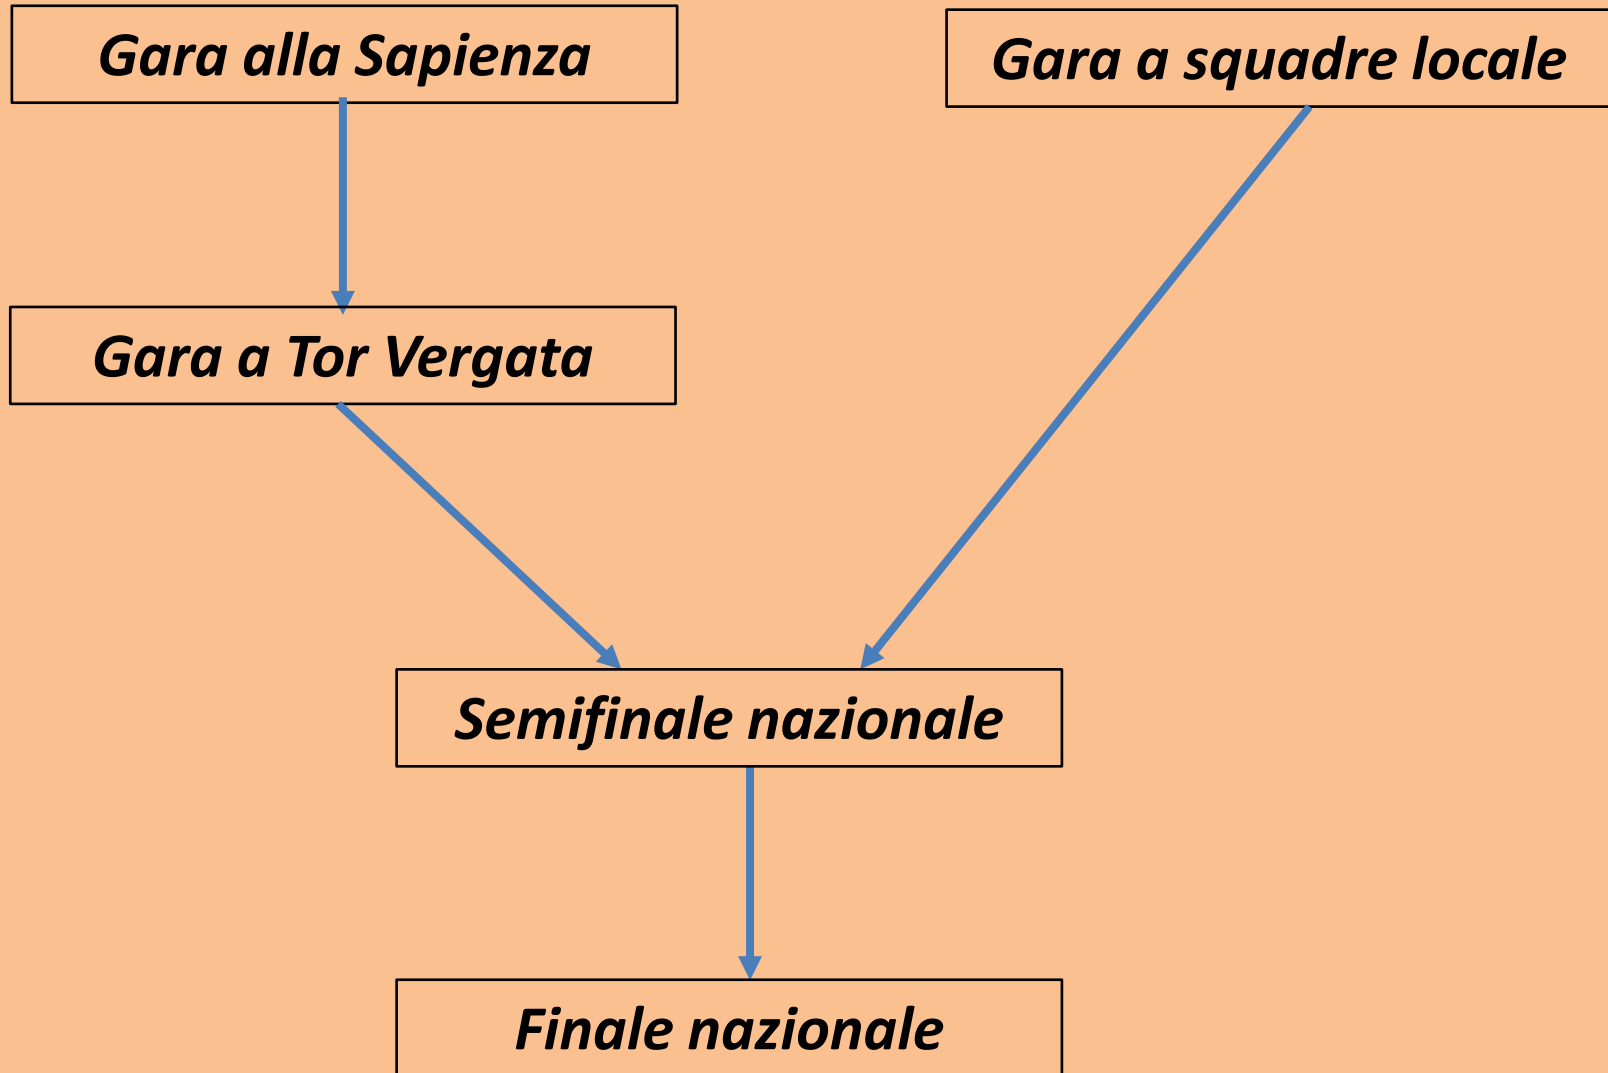 Gara alla Sapienza
Gara a squadre locale
Gara a Tor Vergata
Semifinale nazionale
Finale nazionale